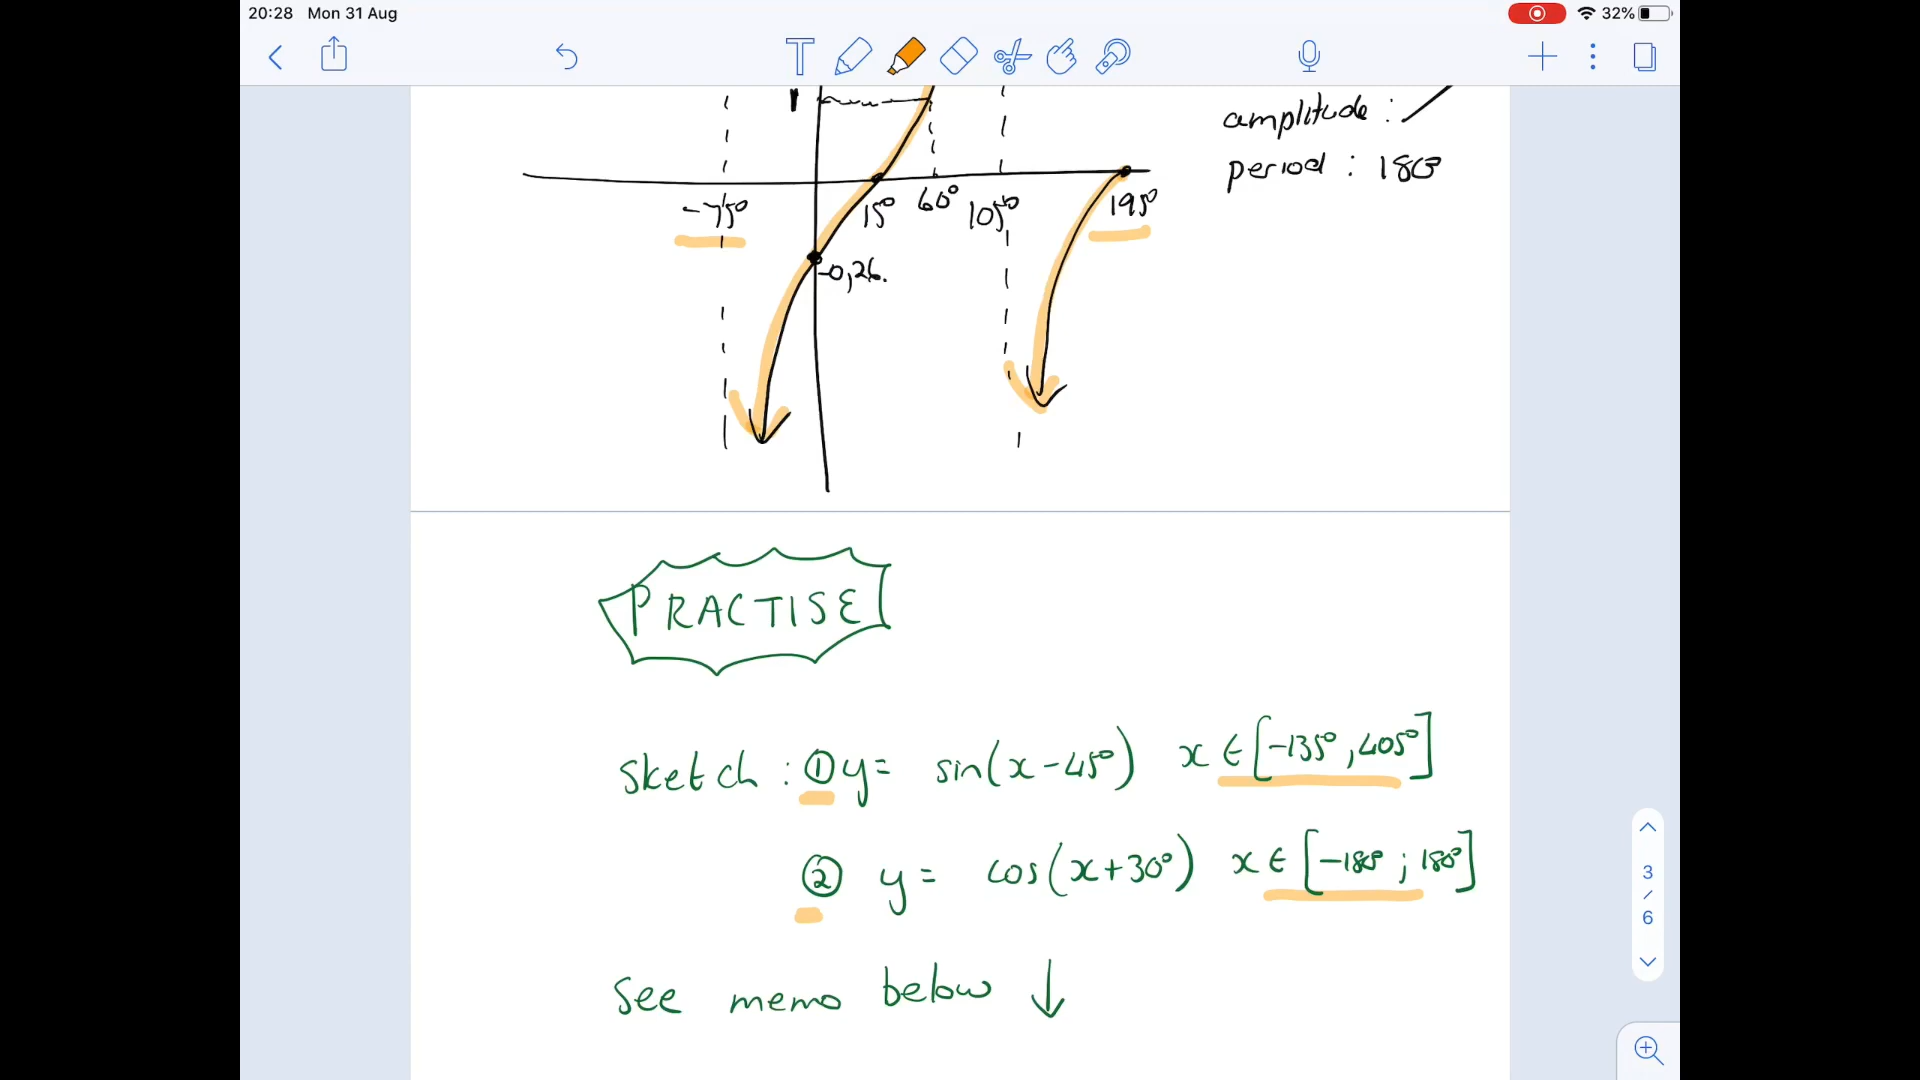 20:28 Mon 31 Aug
32%
T
1
amplitude : /
period : 180°
-75°
15°
60°
105°
195°
-0,26.
PRACTISE
sketch : ① y = sin(x-45°) x ∈ [-135°, 405°]
② y = cos(x+30°) x ∈ [-180° ; 180°]
See memo below ↓
3
/
6